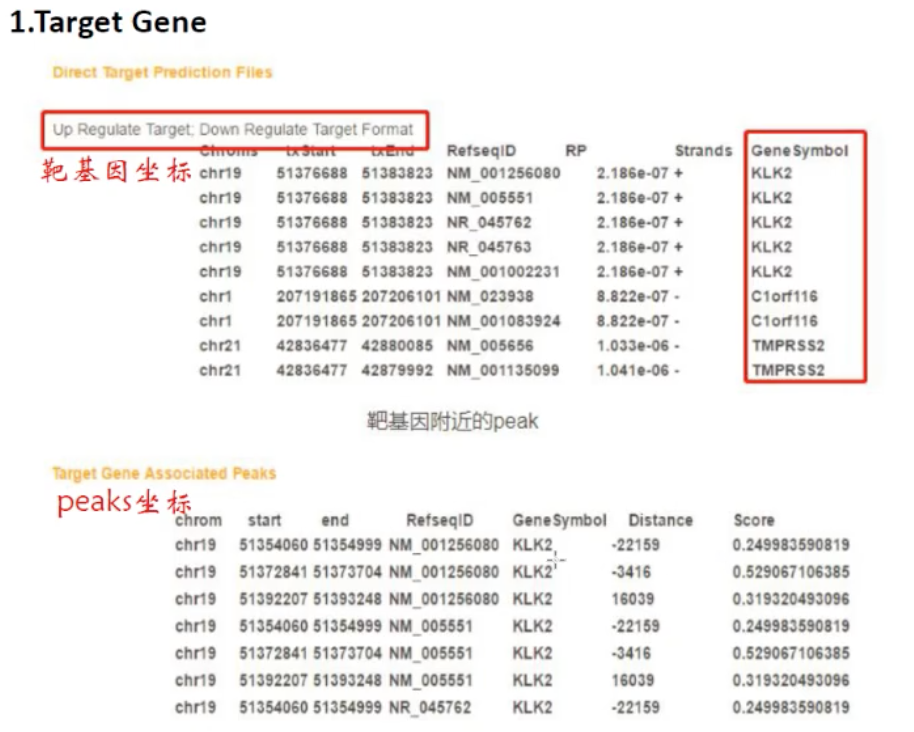 1.Target Gene
Direct Target Prediction Files
Up Regulate Target; Down Regulate Target Format
Chroms txStart txEnd RefseqID RP Strands GeneSymbol
靶基因坐标
chr19 51376688 51383823 NM_001256080 2.186e-07 + KLK2
chr19 51376688 51383823 NM_005551 2.186e-07 + KLK2
chr19 51376688 51383823 NR_045762 2.186e-07 + KLK2
chr19 51376688 51383823 NR_045763 2.186e-07 + KLK2
chr19 51376688 51383823 NM_001002231 2.186e-07 + KLK2
chr1 207191865 207206101 NM_023938 8.822e-07 - C1orf116
chr1 207191865 207206101 NM_001083924 8.822e-07 - C1orf116
chr21 42836477 42880085 NM_005656 1.033e-06 - TMPRSS2
chr21 42836477 42879992 NM_001135099 1.041e-06 - TMPRSS2
靶基因附近的peak
Target Gene Associated Peaks
peaks坐标
chrom start end RefseqID GeneSymbol Distance Score
chr19 51354060 51354999 NM_001256080 KLK2 -22159 0.249983590819
chr19 51372841 51373704 NM_001256080 KLK2 -3416 0.529067106385
chr19 51392207 51393248 NM_001256080 KLK2 16039 0.319320493096
chr19 51354060 51354999 NM_005551 KLK2 -22159 0.249983590819
chr19 51372841 51373704 NM_005551 KLK2 -3416 0.529067106385
chr19 51392207 51393248 NM_005551 KLK2 16039 0.319320493096
chr19 51354060 51354999 NR_045762 KLK2 -22159 0.249983590819